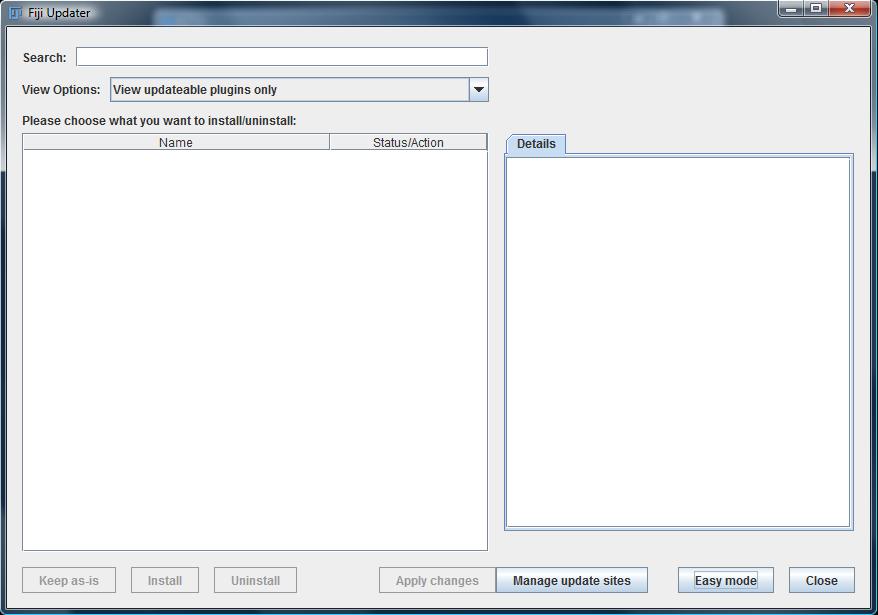 Fiji Updater
Search:
View Options: View updateable plugins only
Please choose what you want to install/uninstall:
Name Status/Action
Details
Keep as-is Install Uninstall Apply changes Manage update sites Easy mode Close